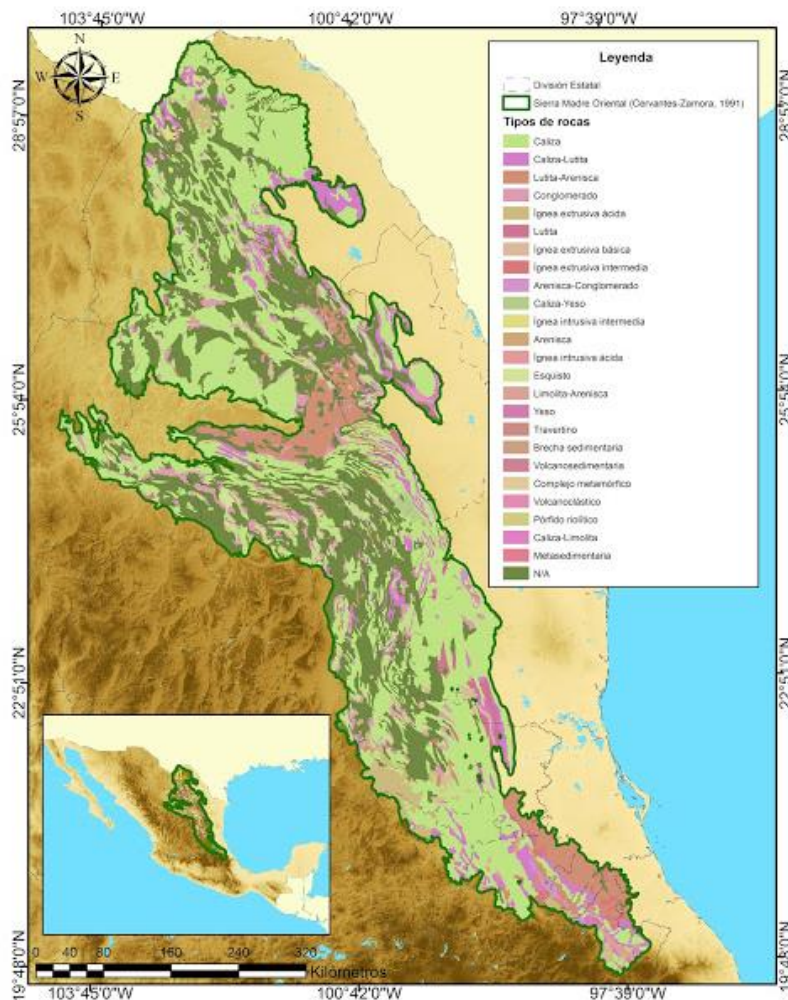 103°45'0"W 100°42'0"W 97°39'0"W
N
W E
S
28°57'0"N 28°57'0"N
25°54'0"N 25°54'0"N
22°51'0"N 22°51'0"N
19°48'0"N 19°48'0"N
Leyenda
División Estatal
Sierra Madre Oriental (Cervantes-Zamora, 1991)
Tipos de rocas
Caliza
Caliza-Lutita
Lutita-Arenisca
Conglomerado
Ígnea extrusiva ácida
Lutita
Ígnea extrusiva básica
Ígnea extrusiva intermedia
Arenisca-Conglomerado
Caliza-Yeso
Ígnea intrusiva intermedia
Arenisca
Ígnea intrusiva ácida
Esquisto
Limolita-Arenisca
Yeso
Travertino
Brecha sedimentaria
Volcanosedimentaria
Complejo metamórfico
Volcanoclástico
Pórfido riolítico
Caliza-Limolita
Metasedimentaria
N/A
0 40 80 160 240 320
Kilómetros
103°45'0"W 100°42'0"W 97°39'0"W